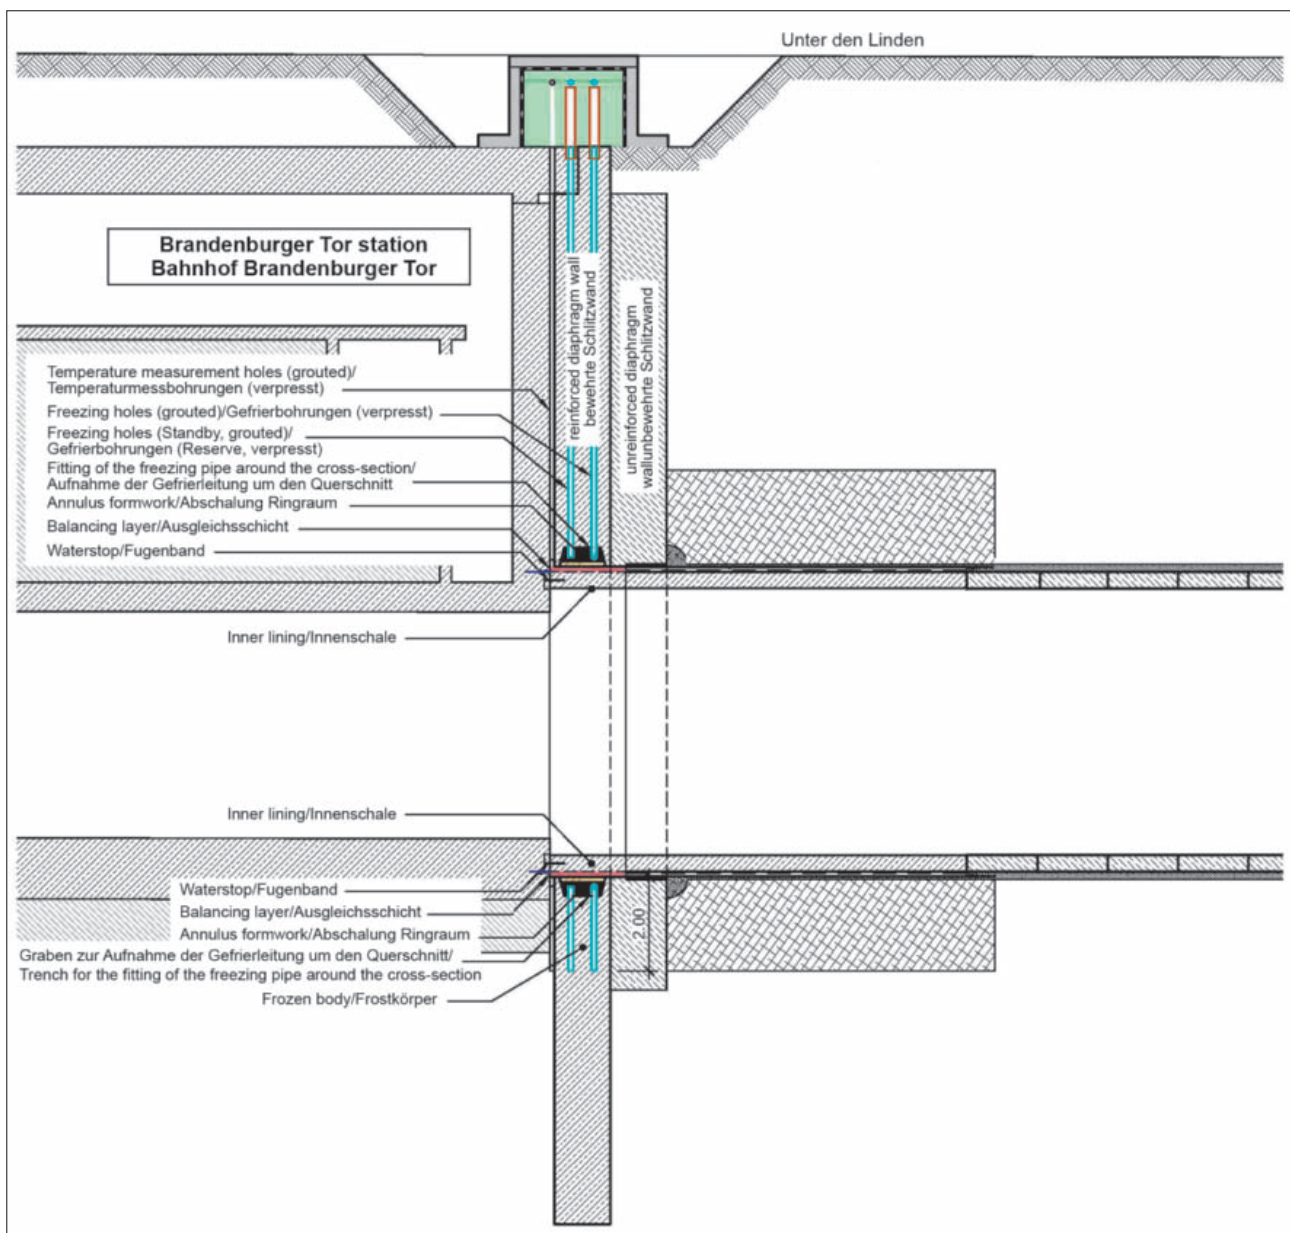 Unter den Linden
Brandenburger Tor station
Bahnhof Brandenburger Tor
reinforced diaphragm wall
bewehrte Schlitzwand
unreinforced diaphragm
wallunbewehrte Schlitzwand
Temperature measurement holes (grouted)/
Temperaturmessbohrungen (verpresst)
Freezing holes (grouted)/Gefrierbohrungen (verpresst)
Freezing holes (Standby, grouted)/
Gefrierbohrungen (Reserve, verpresst)
Fitting of the freezing pipe around the cross-section/
Aufnahme der Gefrierleitung um den Querschnitt
Annulus formwork/Abschalung Ringraum
Balancing layer/Ausgleichsschicht
Waterstop/Fugenband
Inner lining/Innenschale
Inner lining/Innenschale
Waterstop/Fugenband
Balancing layer/Ausgleichsschicht
Annulus formwork/Abschalung Ringraum
Graben zur Aufnahme der Gefrierleitung um den Querschnitt/
Trench for the fitting of the freezing pipe around the cross-section
Frozen body/Frostkörper
2.00